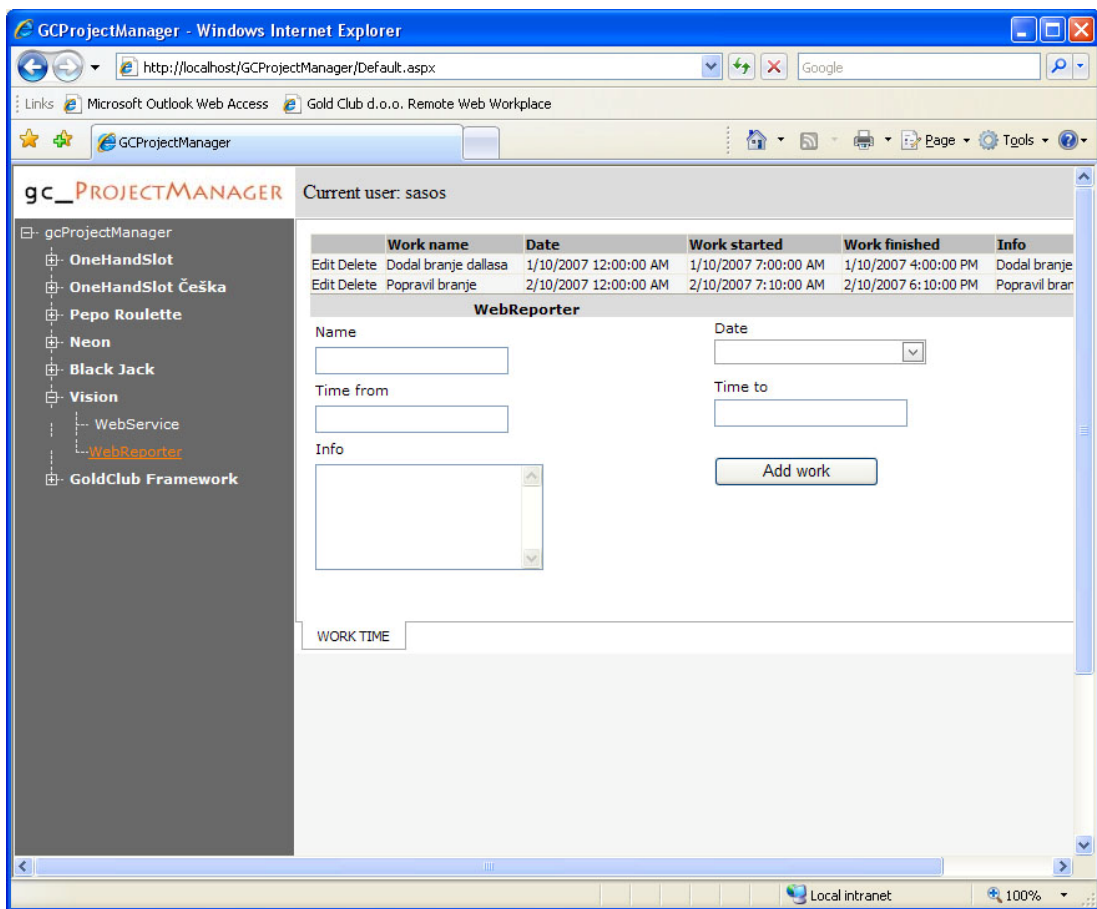 GCProjectManager - Windows Internet Explorer
http://localhost/GCProjectManager/Default.aspx Google
Links Microsoft Outlook Web Access Gold Club d.o.o. Remote Web Workplace
GCProjectManager Page Tools
gc_PROJECTMANAGER Current user: sasos
gcProjectManager
OneHandSlot
OneHandSlot Češka
Pepo Roulette
Neon
Black Jack
Vision
WebService
WebReporter
GoldClub Framework
Work name Date Work started Work finished Info
Edit Delete Dodal branje dallasa 1/10/2007 12:00:00 AM 1/10/2007 7:00:00 AM 1/10/2007 4:00:00 PM Dodal branje
Edit Delete Popravil branje 2/10/2007 12:00:00 AM 2/10/2007 7:10:00 AM 2/10/2007 6:10:00 PM Popravil bran
WebReporter
Name Date
Time from Time to
Info
Add work
WORK TIME
Local intranet 100%